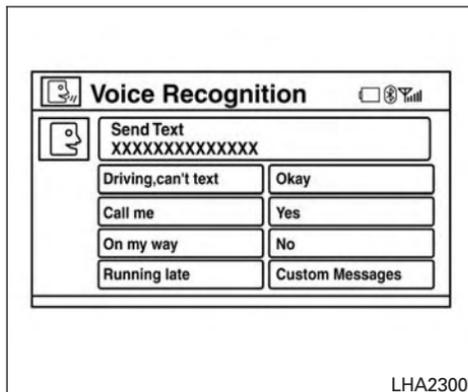 Voice Recognition
Send Text
XXXXXXXXXXXXXX
Driving,can't text
Okay
Call me
Yes
On my way
No
Running late
Custom Messages
LHA2300